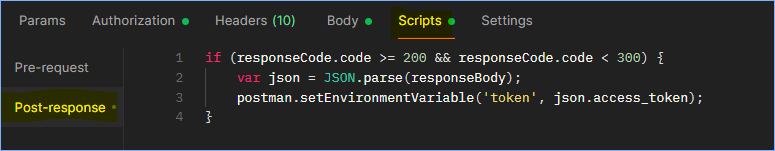 Params Authorization Headers (10) Body Scripts Settings
Pre-request
Post-response
1 if (responseCode.code >= 200 && responseCode.code < 300) {
2 var json = JSON.parse(responseBody);
3 postman.setEnvironmentVariable('token', json.access_token);
4 }